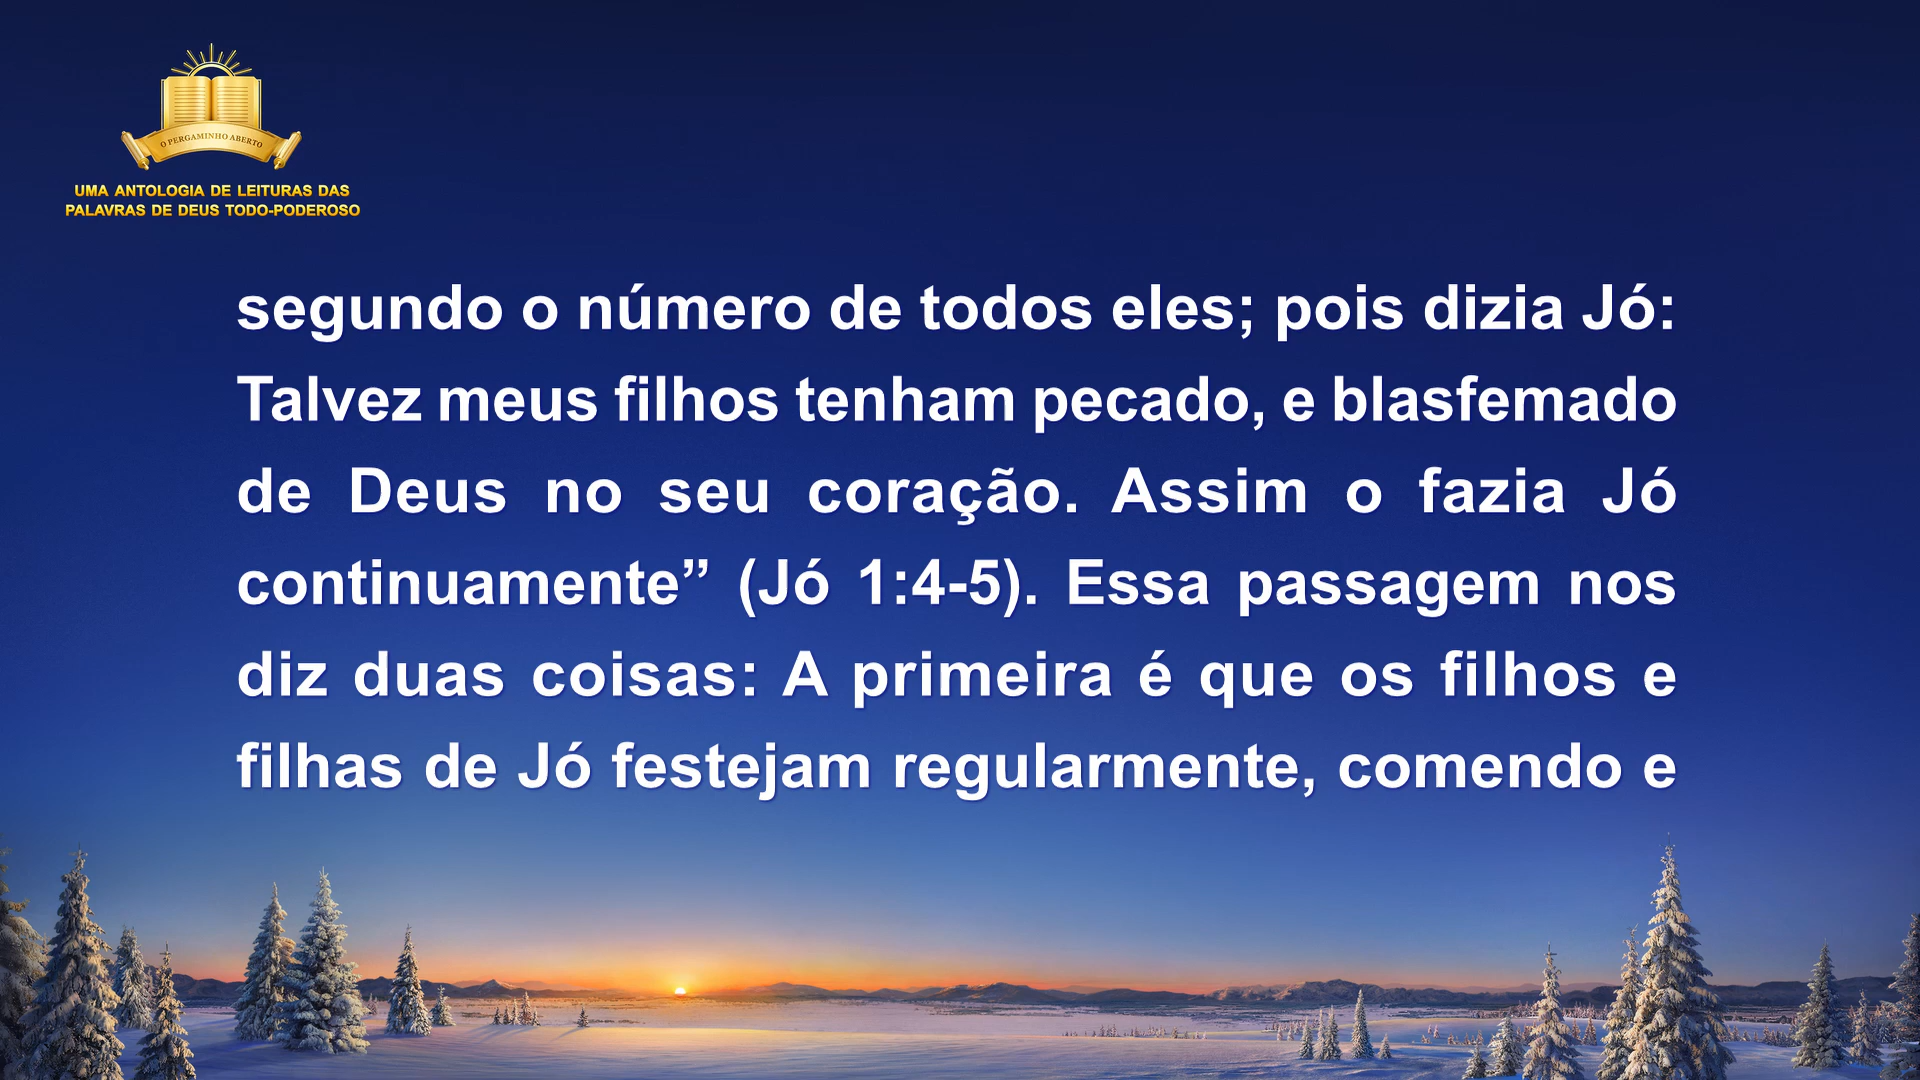 O PERGAMINHO ABERTO
UMA ANTOLOGIA DE LEITURAS DAS
PALAVRAS DE DEUS TODO-PODEROSO
segundo o número de todos eles; pois dizia Jó:
Talvez meus filhos tenham pecado, e blasfemado
de Deus no seu coração. Assim o fazia Jó
continuamente” (Jó 1:4-5). Essa passagem nos
diz duas coisas: A primeira é que os filhos e
filhas de Jó festejam regularmente, comendo e